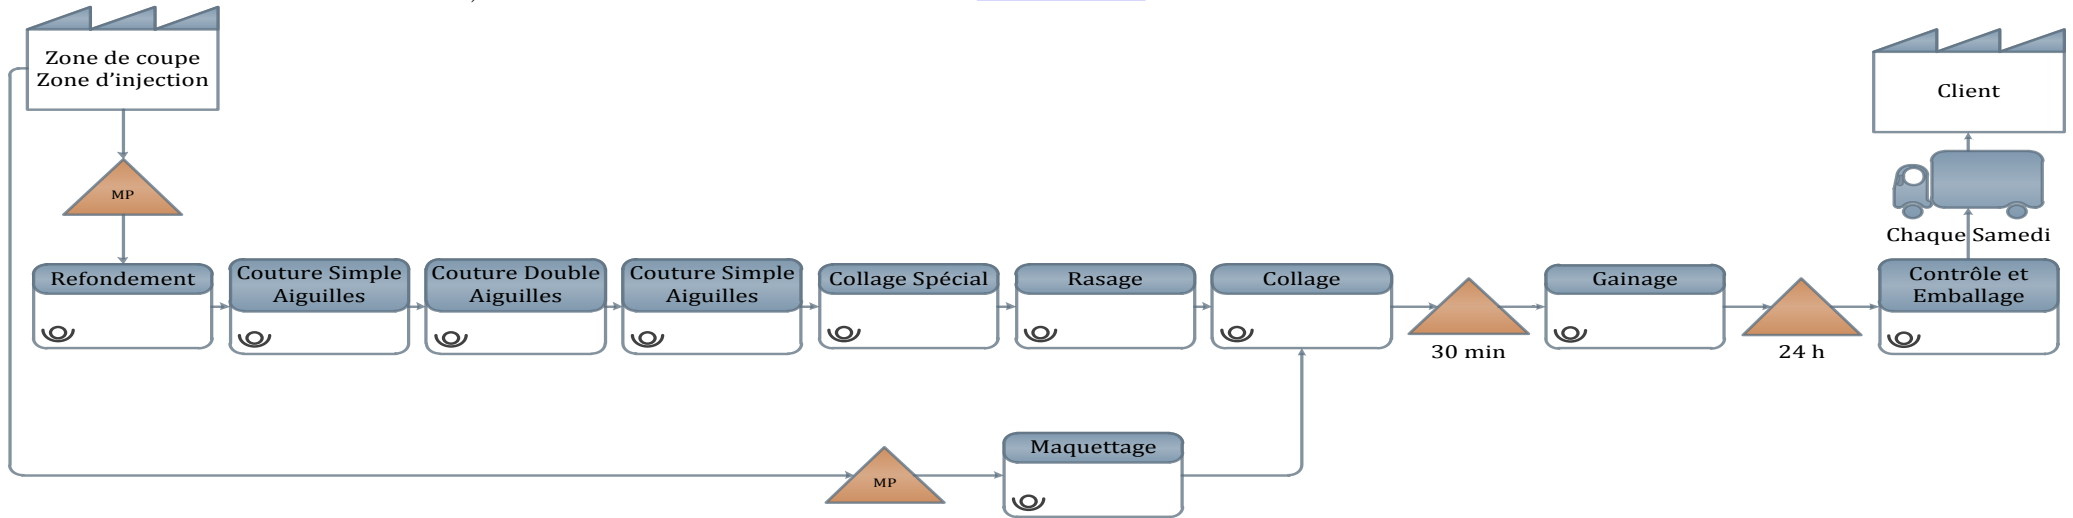 Zone de coupe
Zone d'injection
Client
MP
Chaque Samedi
Refondement
Couture Simple
Aiguilles
Couture Double
Aiguilles
Couture Simple
Aiguilles
Collage Spécial
Rasage
Collage
30 min
Gainage
24 h
Contrôle et
Emballage
MP
Maquettage